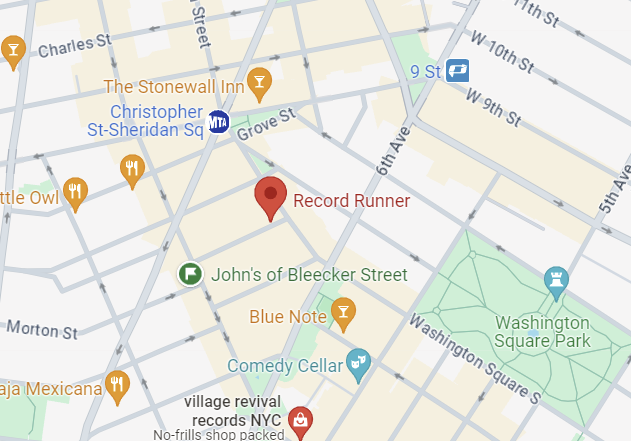 11th St
Charles St
n Street
W 10th St
9 St
The Stonewall Inn
Christopher
St-Sheridan Sq
MTA
Grove St
W 9th St
6th Ave
5th Ave
ttle Owl
Record Runner
John's of Bleecker Street
Blue Note
Washington
Square Park
Morton St
Washington Square S
Comedy Cellar
aja Mexicana
village revival
records NYC
No-frills shop packed